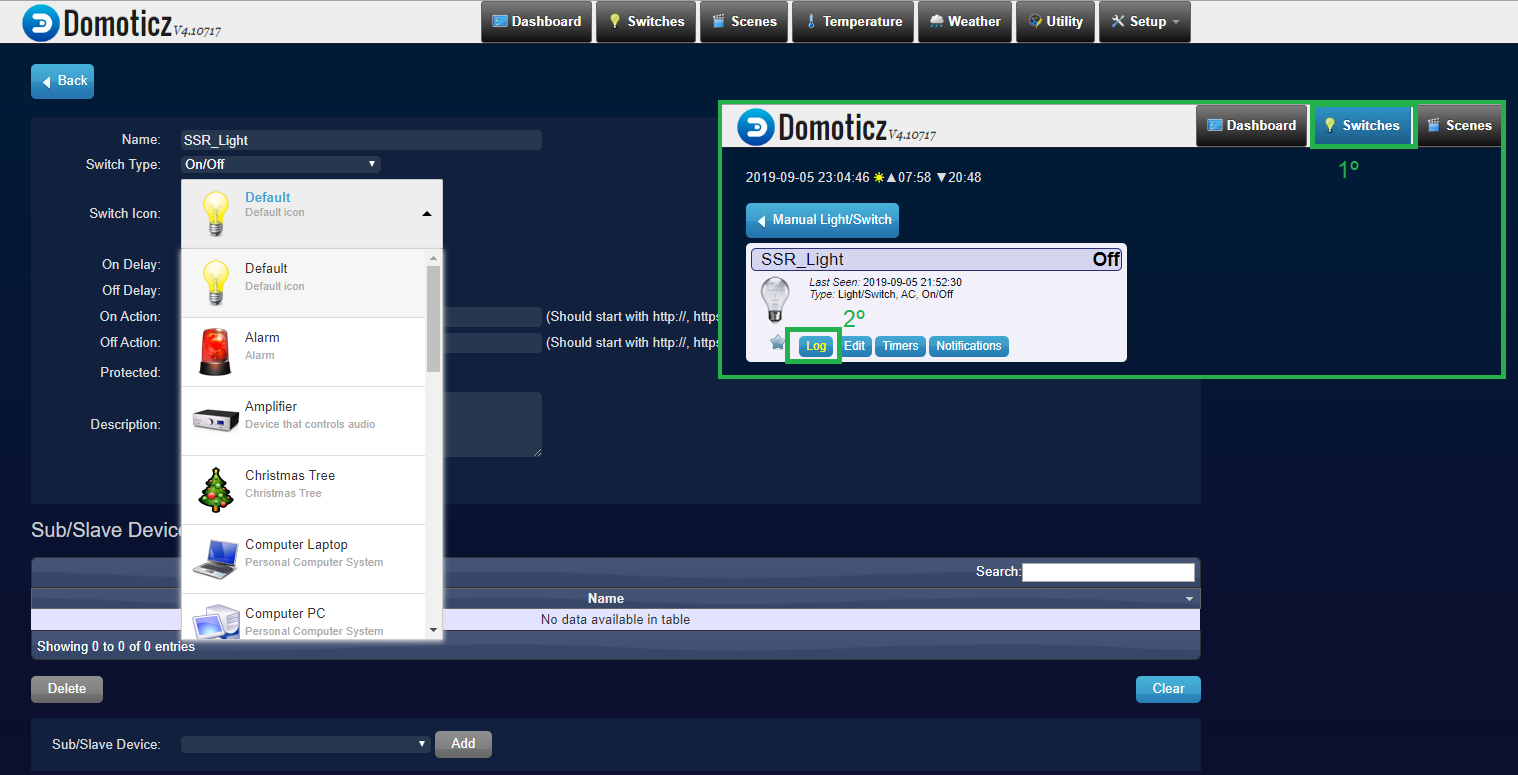 Domoticz V4.10717
Dashboard Switches Scenes Temperature Weather Utility Setup
Back
Name: SSR_Light
Switch Type: On/Off
Switch Icon: Default
Default icon
Default
Default icon
Alarm
Alarm
Amplifier
Device that controls audio
Christmas Tree
Christmas Tree
Computer Laptop
Personal Computer System
Computer PC
Personal Computer System
On Delay:
Off Delay:
On Action: (Should start with http://, https
Off Action: (Should start with http://, https
Protected:
Description:
Domoticz V4.10717
Dashboard Switches Scenes
1º
2019-09-05 23:04:46 ☀▲07:58 ▼20:48
Manual Light/Switch
SSR_Light Off
Last Seen: 2019-09-05 21:52:30
Type: Light/Switch, AC, On/Off
2º
Log Edit Timers Notifications
Sub/Slave Devic
Search:
Name
No data available in table
Showing 0 to 0 of 0 entries
Delete Clear
Sub/Slave Device: Add